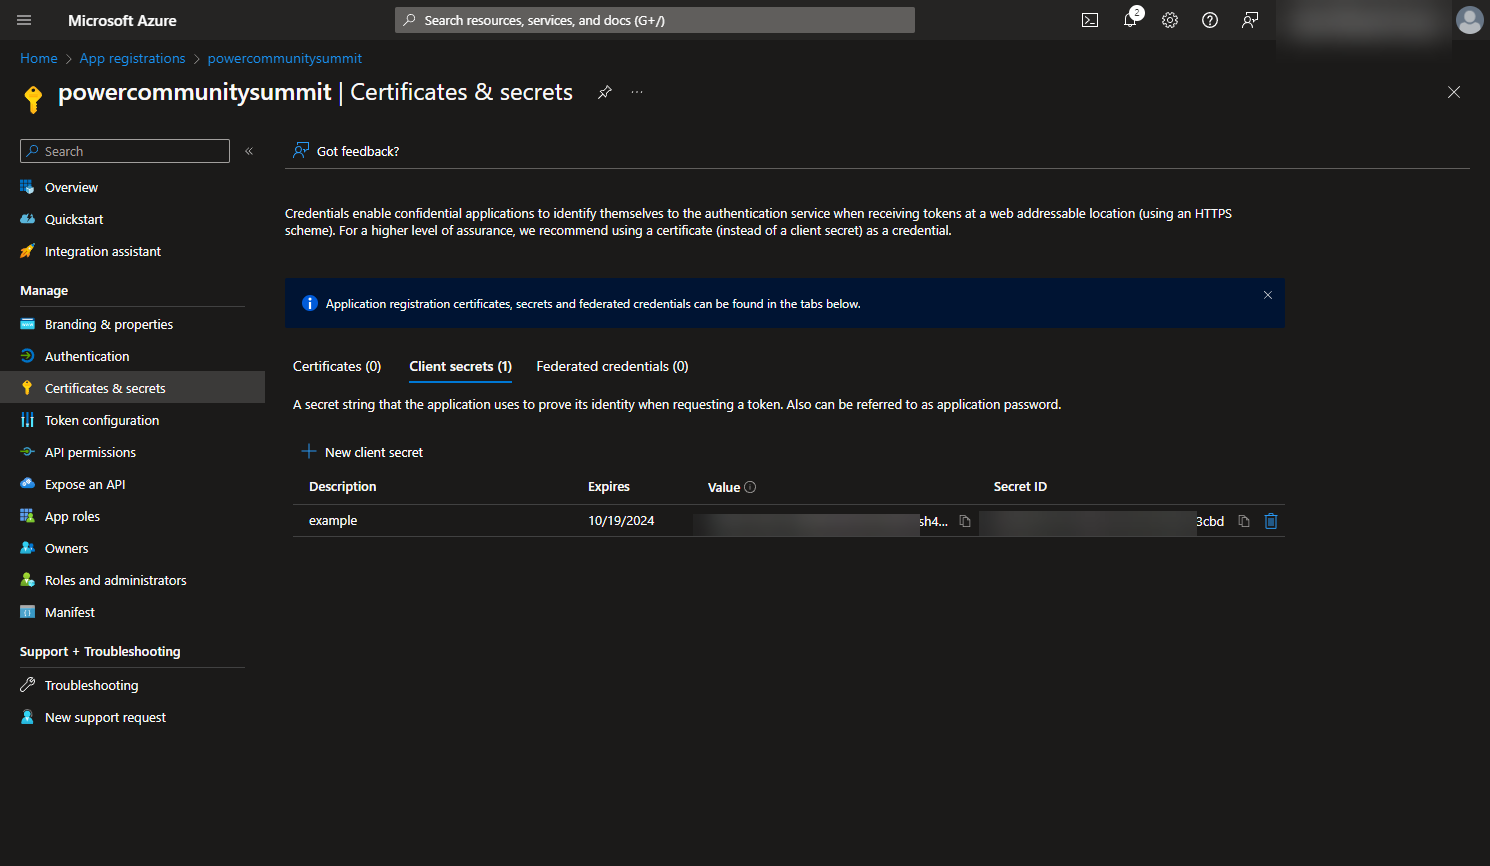 Microsoft Azure
Search resources, services, and docs (G+/)
2
Home > App registrations > powercommunitysummit
powercommunitysummit | Certificates & secrets
Search
«
Got feedback?
Overview
Quickstart
Integration assistant
Manage
Branding & properties
Authentication
Certificates & secrets
Token configuration
API permissions
Expose an API
App roles
Owners
Roles and administrators
Manifest
Support + Troubleshooting
Troubleshooting
New support request
Credentials enable confidential applications to identify themselves to the authentication service when receiving tokens at a web addressable location (using an HTTPS
scheme). For a higher level of assurance, we recommend using a certificate (instead of a client secret) as a credential.
Application registration certificates, secrets and federated credentials can be found in the tabs below.
Certificates (0) Client secrets (1) Federated credentials (0)
A secret string that the application uses to prove its identity when requesting a token. Also can be referred to as application password.
New client secret
Description Expires Value Secret ID
example 10/19/2024 sh4... 3cbd